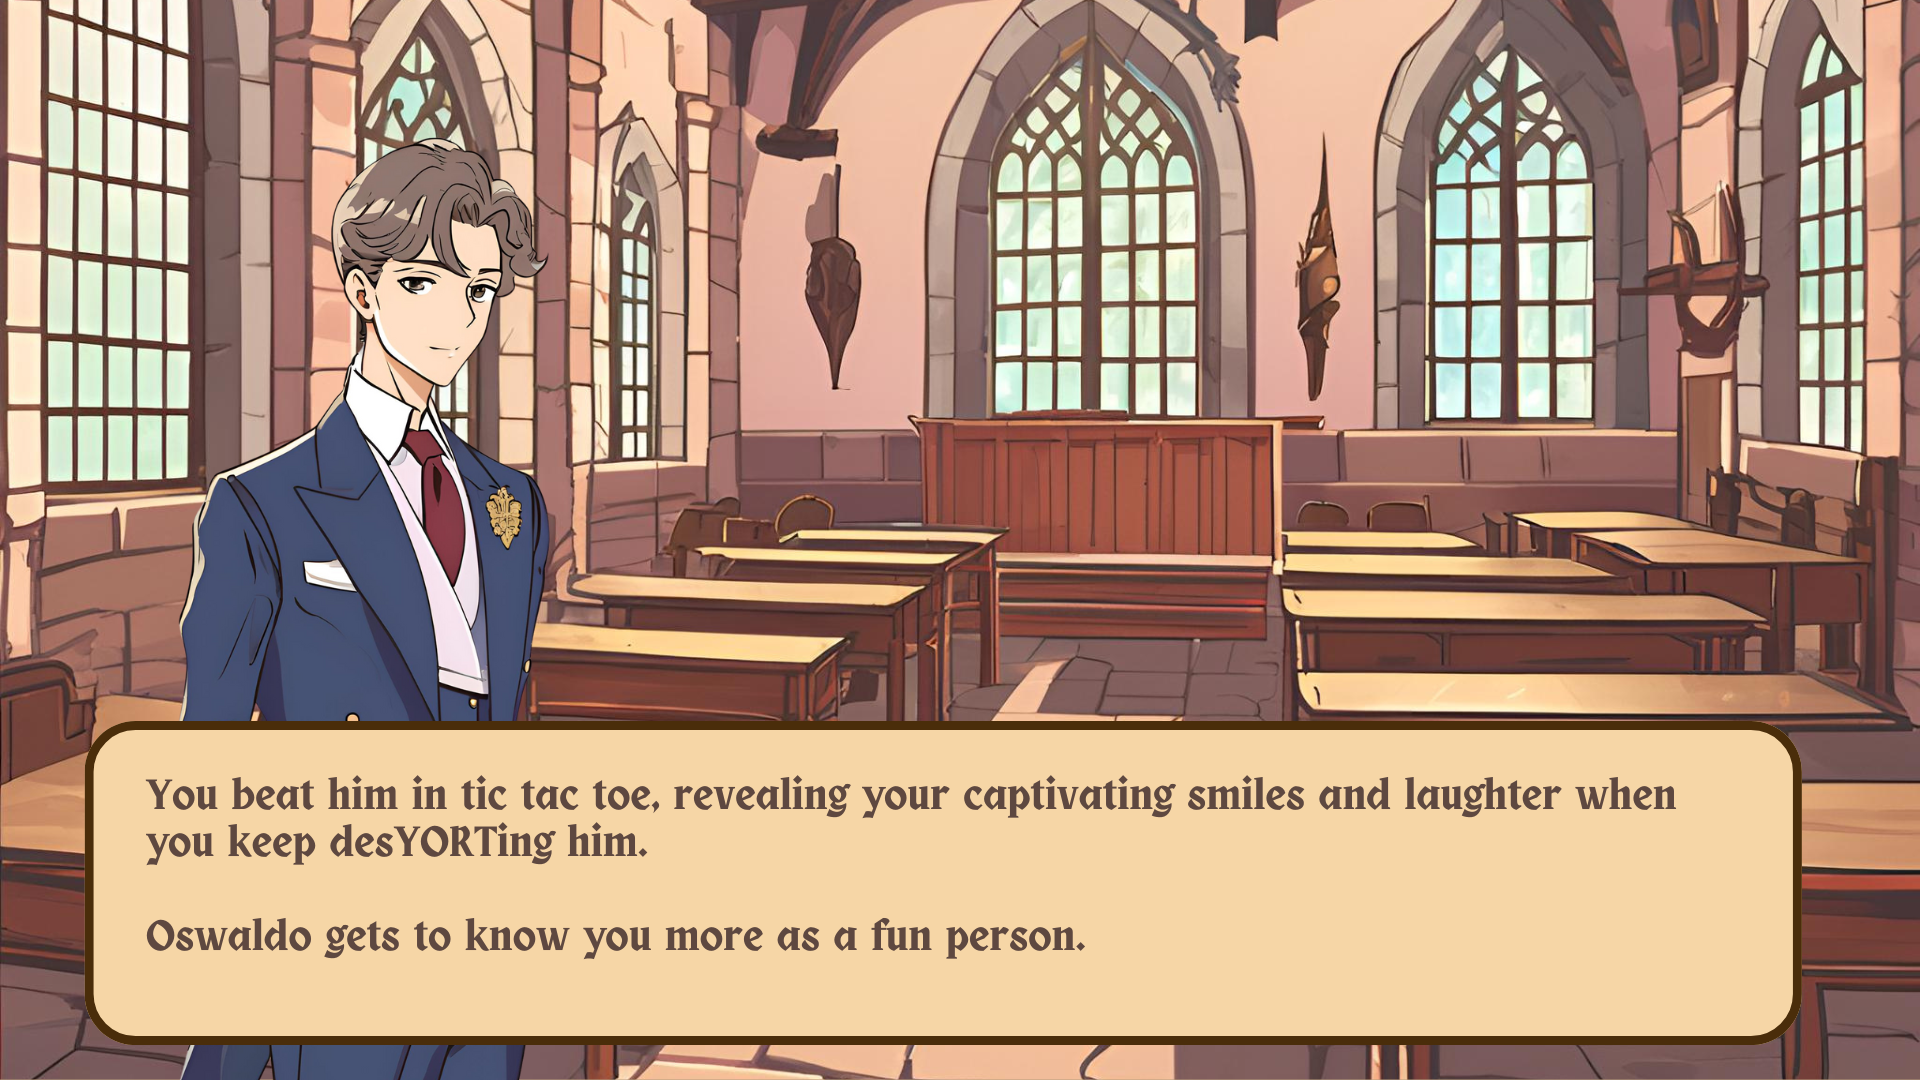 You beat him in tic tac toe, revealing your captivating smiles and laughter when
you keep desYORTing him.
Oswaldo gets to know you more as a fun person.